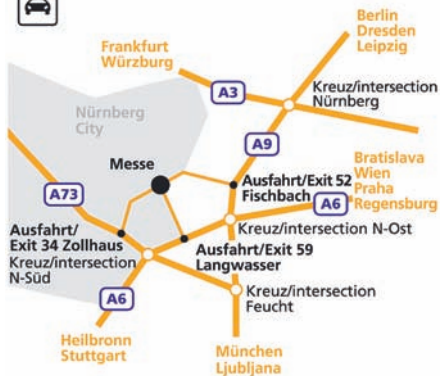 Berlin
Dresden
Leipzig
Frankfurt
Würzburg
Kreuz/intersection
Nürnberg
A3
Nürnberg
City
A9
Messe
Bratislava
Wien
Praha
Regensburg
A73
Ausfahrt/Exit 52
Fischbach
A6
Ausfahrt/
Exit 34 Zollhaus
Kreuz/intersection
N-Süd
Kreuz/intersection N-Ost
Ausfahrt/Exit 59
Langwasser
A6
Kreuz/intersection
Feucht
Heilbronn
Stuttgart
München
Ljubljana